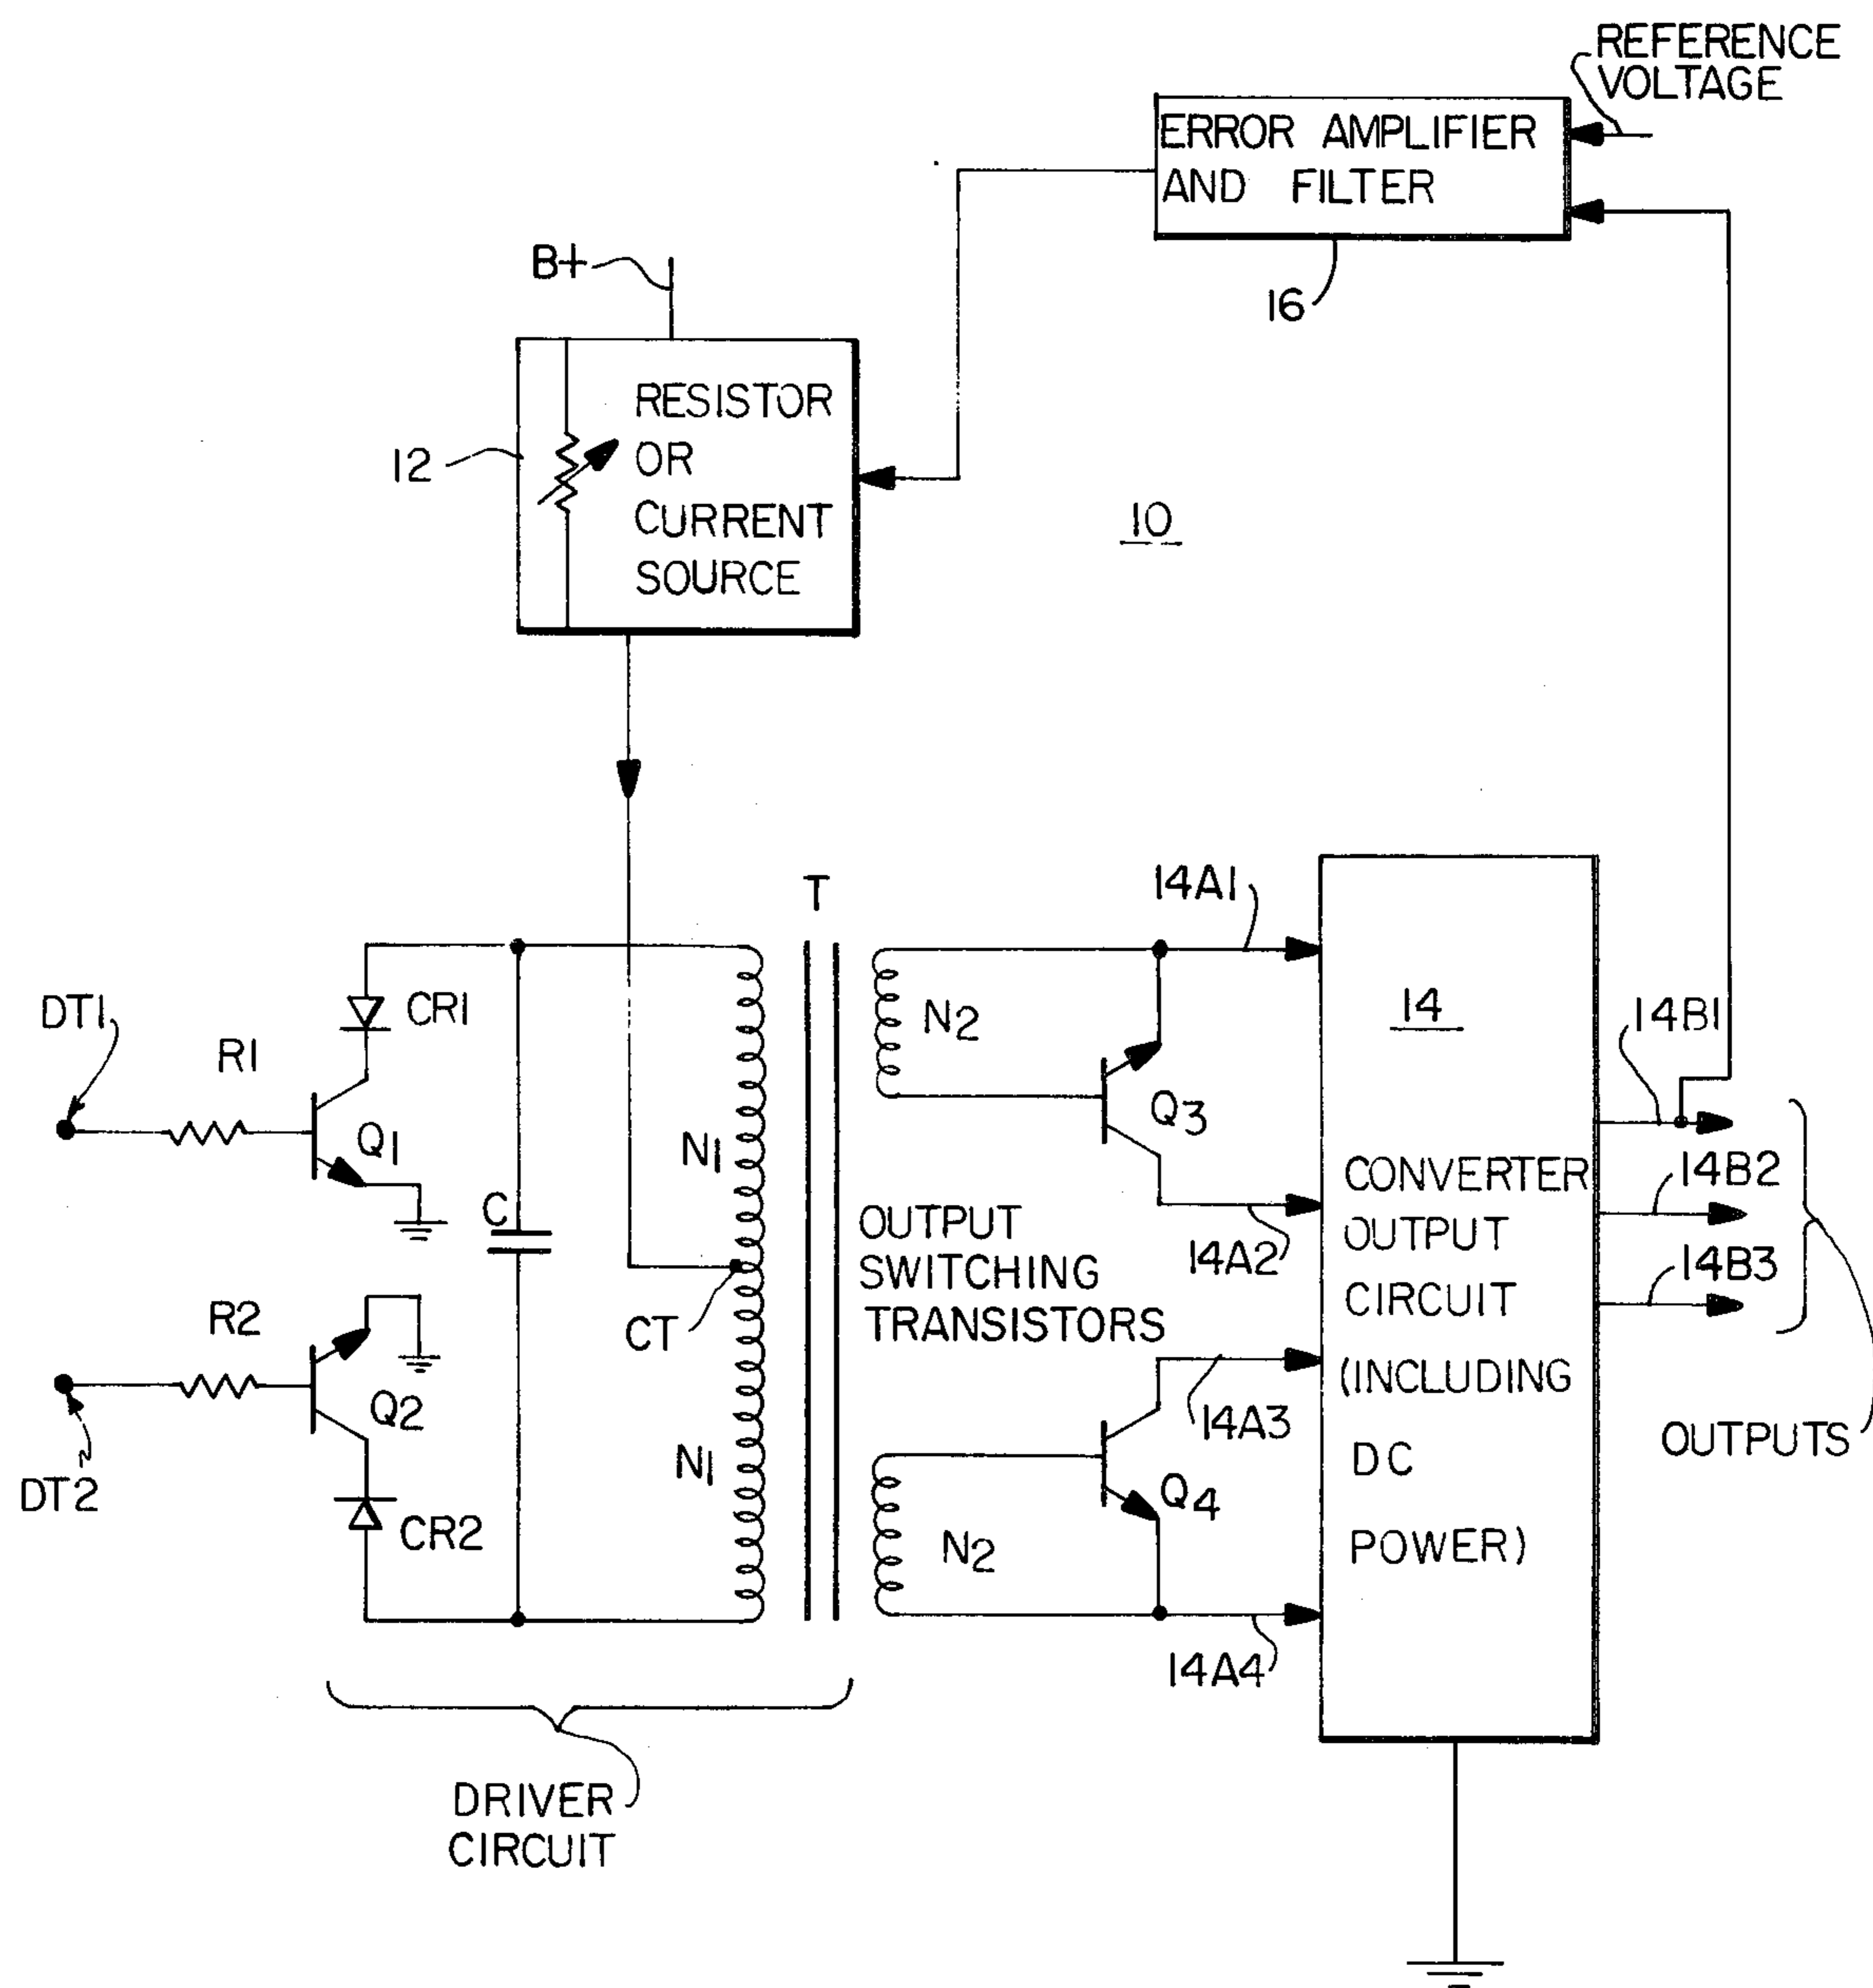 REFERENCE
VOLTAGE
ERROR AMPLIFIER
AND FILTER
16
B+
RESISTOR
OR
CURRENT
SOURCE
12
10
T
14A1
DT1
R1
CR1
Q1
C
N1
N2
Q3
14
14B1
14B2
14B3
CONVERTER
OUTPUT
CIRCUIT
(INCLUDING
DC
POWER)
14A2
OUTPUT
SWITCHING
TRANSISTORS
CT
R2
Q2
DT2
CR2
N1
N2
Q4
14A3
14A4
OUTPUTS
DRIVER
CIRCUIT